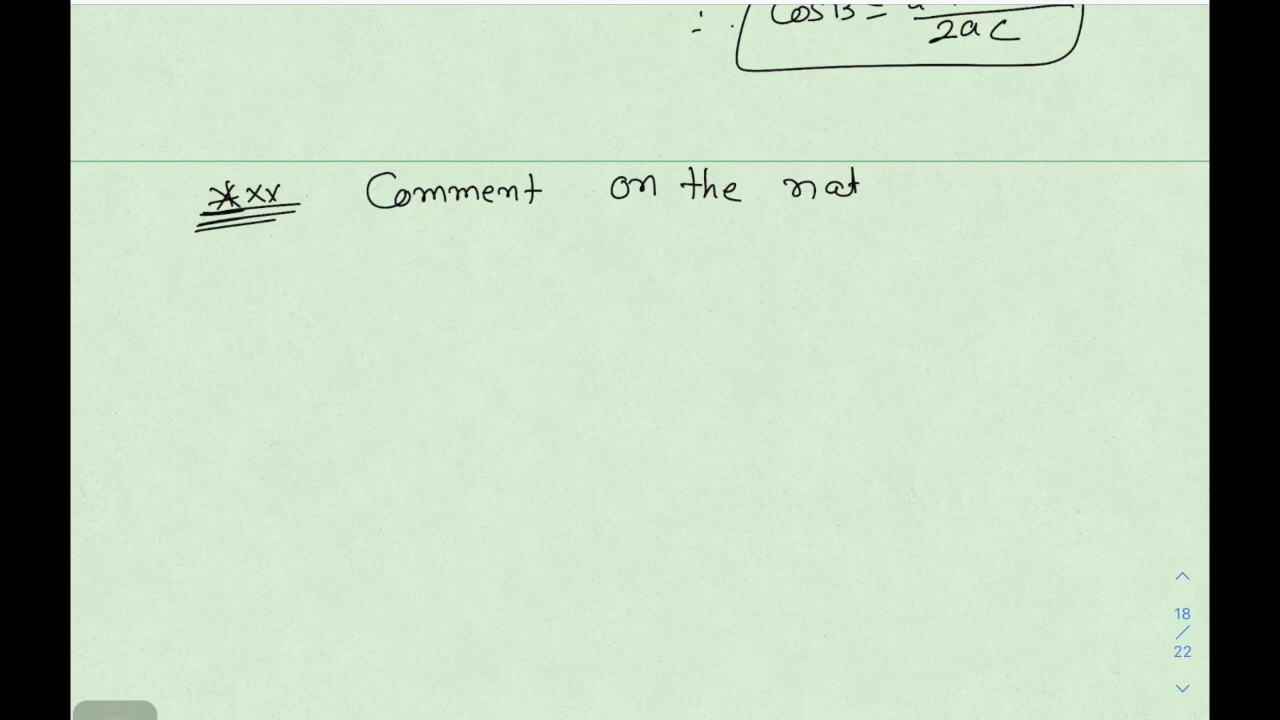 ∴ cos B =
2ac
*xx Comment on the nat
18
/
22